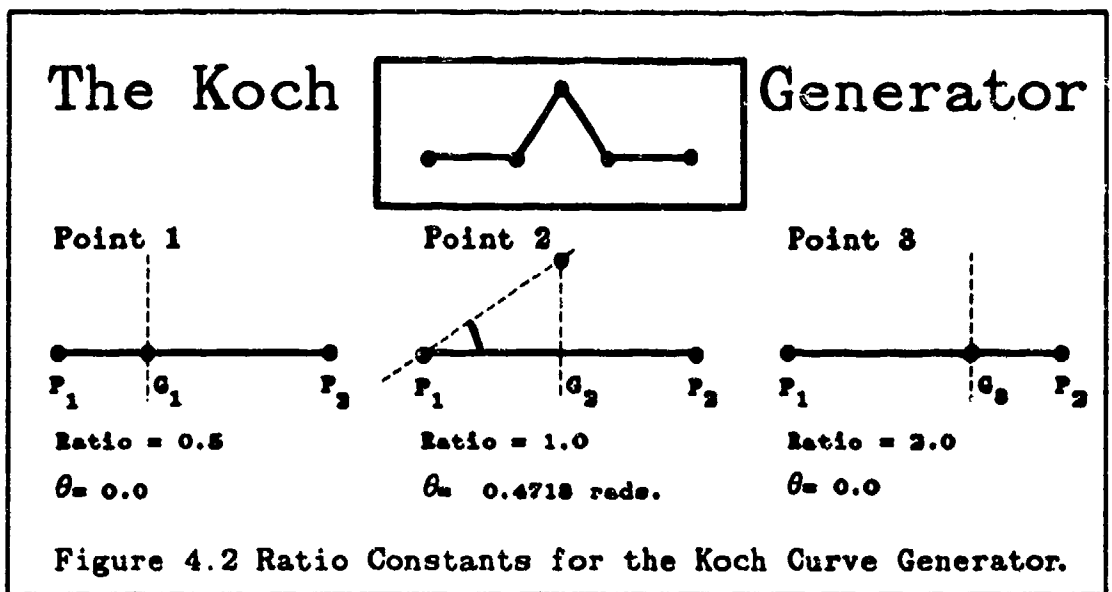 The Koch Generator
Point 1 Point 2 Point 3
P1 G1 P2 P1 G2 P2 P1 G3 P2
Ratio = 0.5 Ratio = 1.0 Ratio = 2.0
θ= 0.0 θ= rads. θ= 0.0
Figure 4.2 Ratio Constants for the Koch Curve Generator.